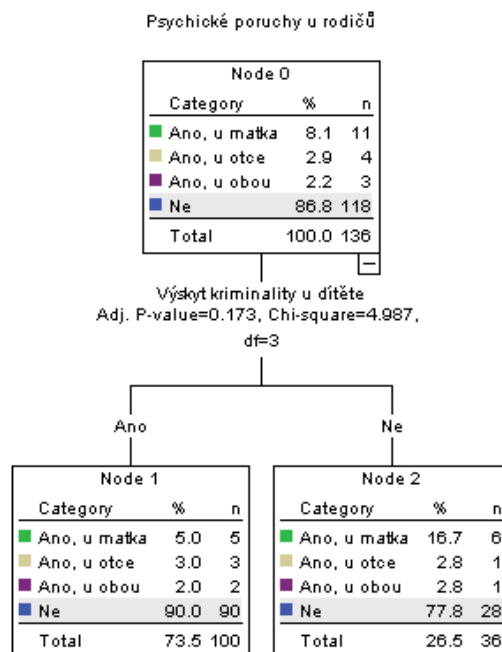 Psychické poruchy u rodičů
Node 0
Category % n
Ano, u matka 8.1 11
Ano, u otce 2.9 4
Ano, u obou 2.2 3
Ne 86.8 118
Total 100.0 136
Výskyt kriminality u dítěte
Adj. P-value=0.173, Chi-square=4.987,
df=3
Ano Ne
Node 1
Category % n
Ano, u matka 5.0 5
Ano, u otce 3.0 3
Ano, u obou 2.0 2
Ne 90.0 90
Total 73.5 100
Node 2
Category % n
Ano, u matka 16.7 6
Ano, u otce 2.8 1
Ano, u obou 2.8 1
Ne 77.8 28
Total 26.5 36